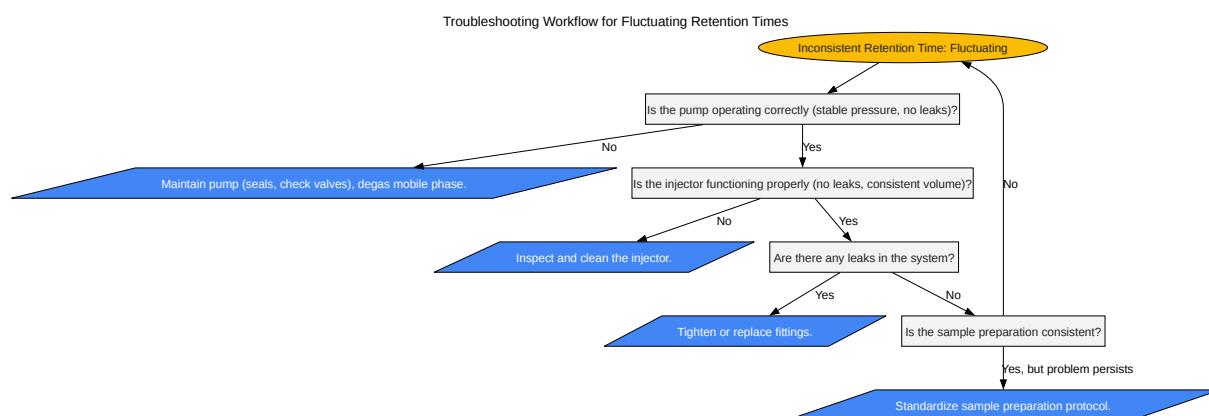 Troubleshooting Workflow for Fluctuating Retention Times
Inconsistent Retention Time: Fluctuating
Is the pump operating correctly (stable pressure, no leaks)?
No
Yes
Maintain pump (seals, check valves), degas mobile phase.
Is the injector functioning properly (no leaks, consistent volume)?
No
No
Yes
Inspect and clean the injector.
Are there any leaks in the system?
Yes
No
Tighten or replace fittings.
Is the sample preparation consistent?
Yes, but problem persists
Standardize sample preparation protocol.